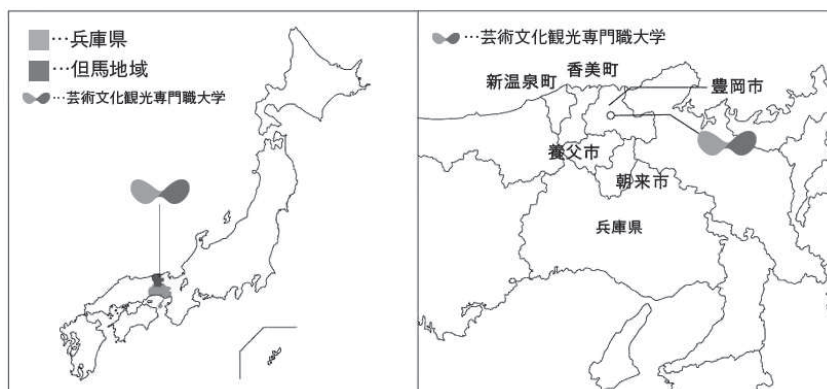 …兵庫県
…但馬地域
…芸術文化観光専門職大学
…芸術文化観光専門職大学
香美町
新温泉町
豊岡市
養父市
朝来市
兵庫県